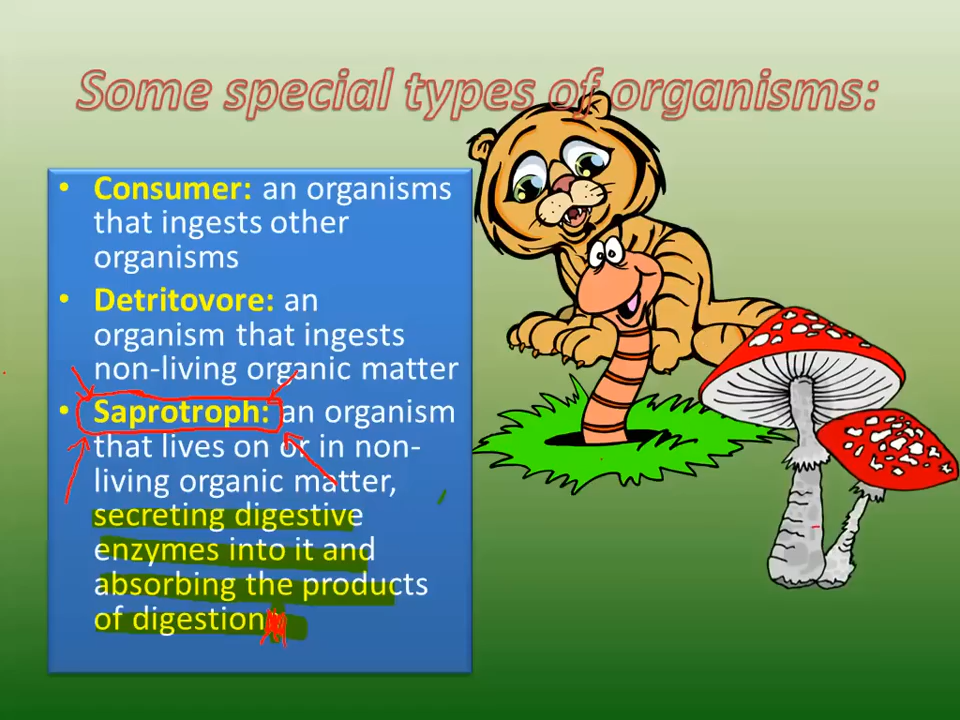 Some special types of organisms:
• Consumer: an organisms
that ingests other
organisms
• Detritovore: an
organism that ingests
non-living organic matter
• Saprotroph: an organism
that lives on or in non-
living organic matter,
secreting digestive
enzymes into it and
absorbing the products
of digestion